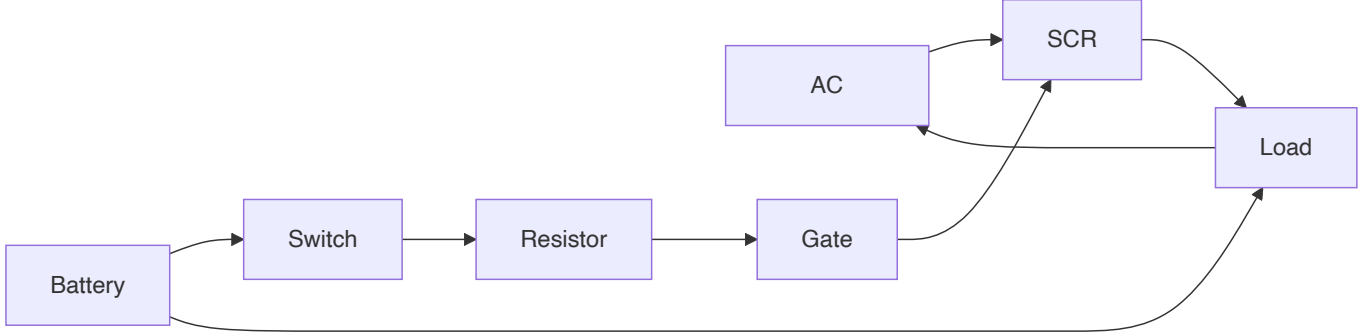 SCR
AC
Load
Switch
Resistor
Gate
Battery